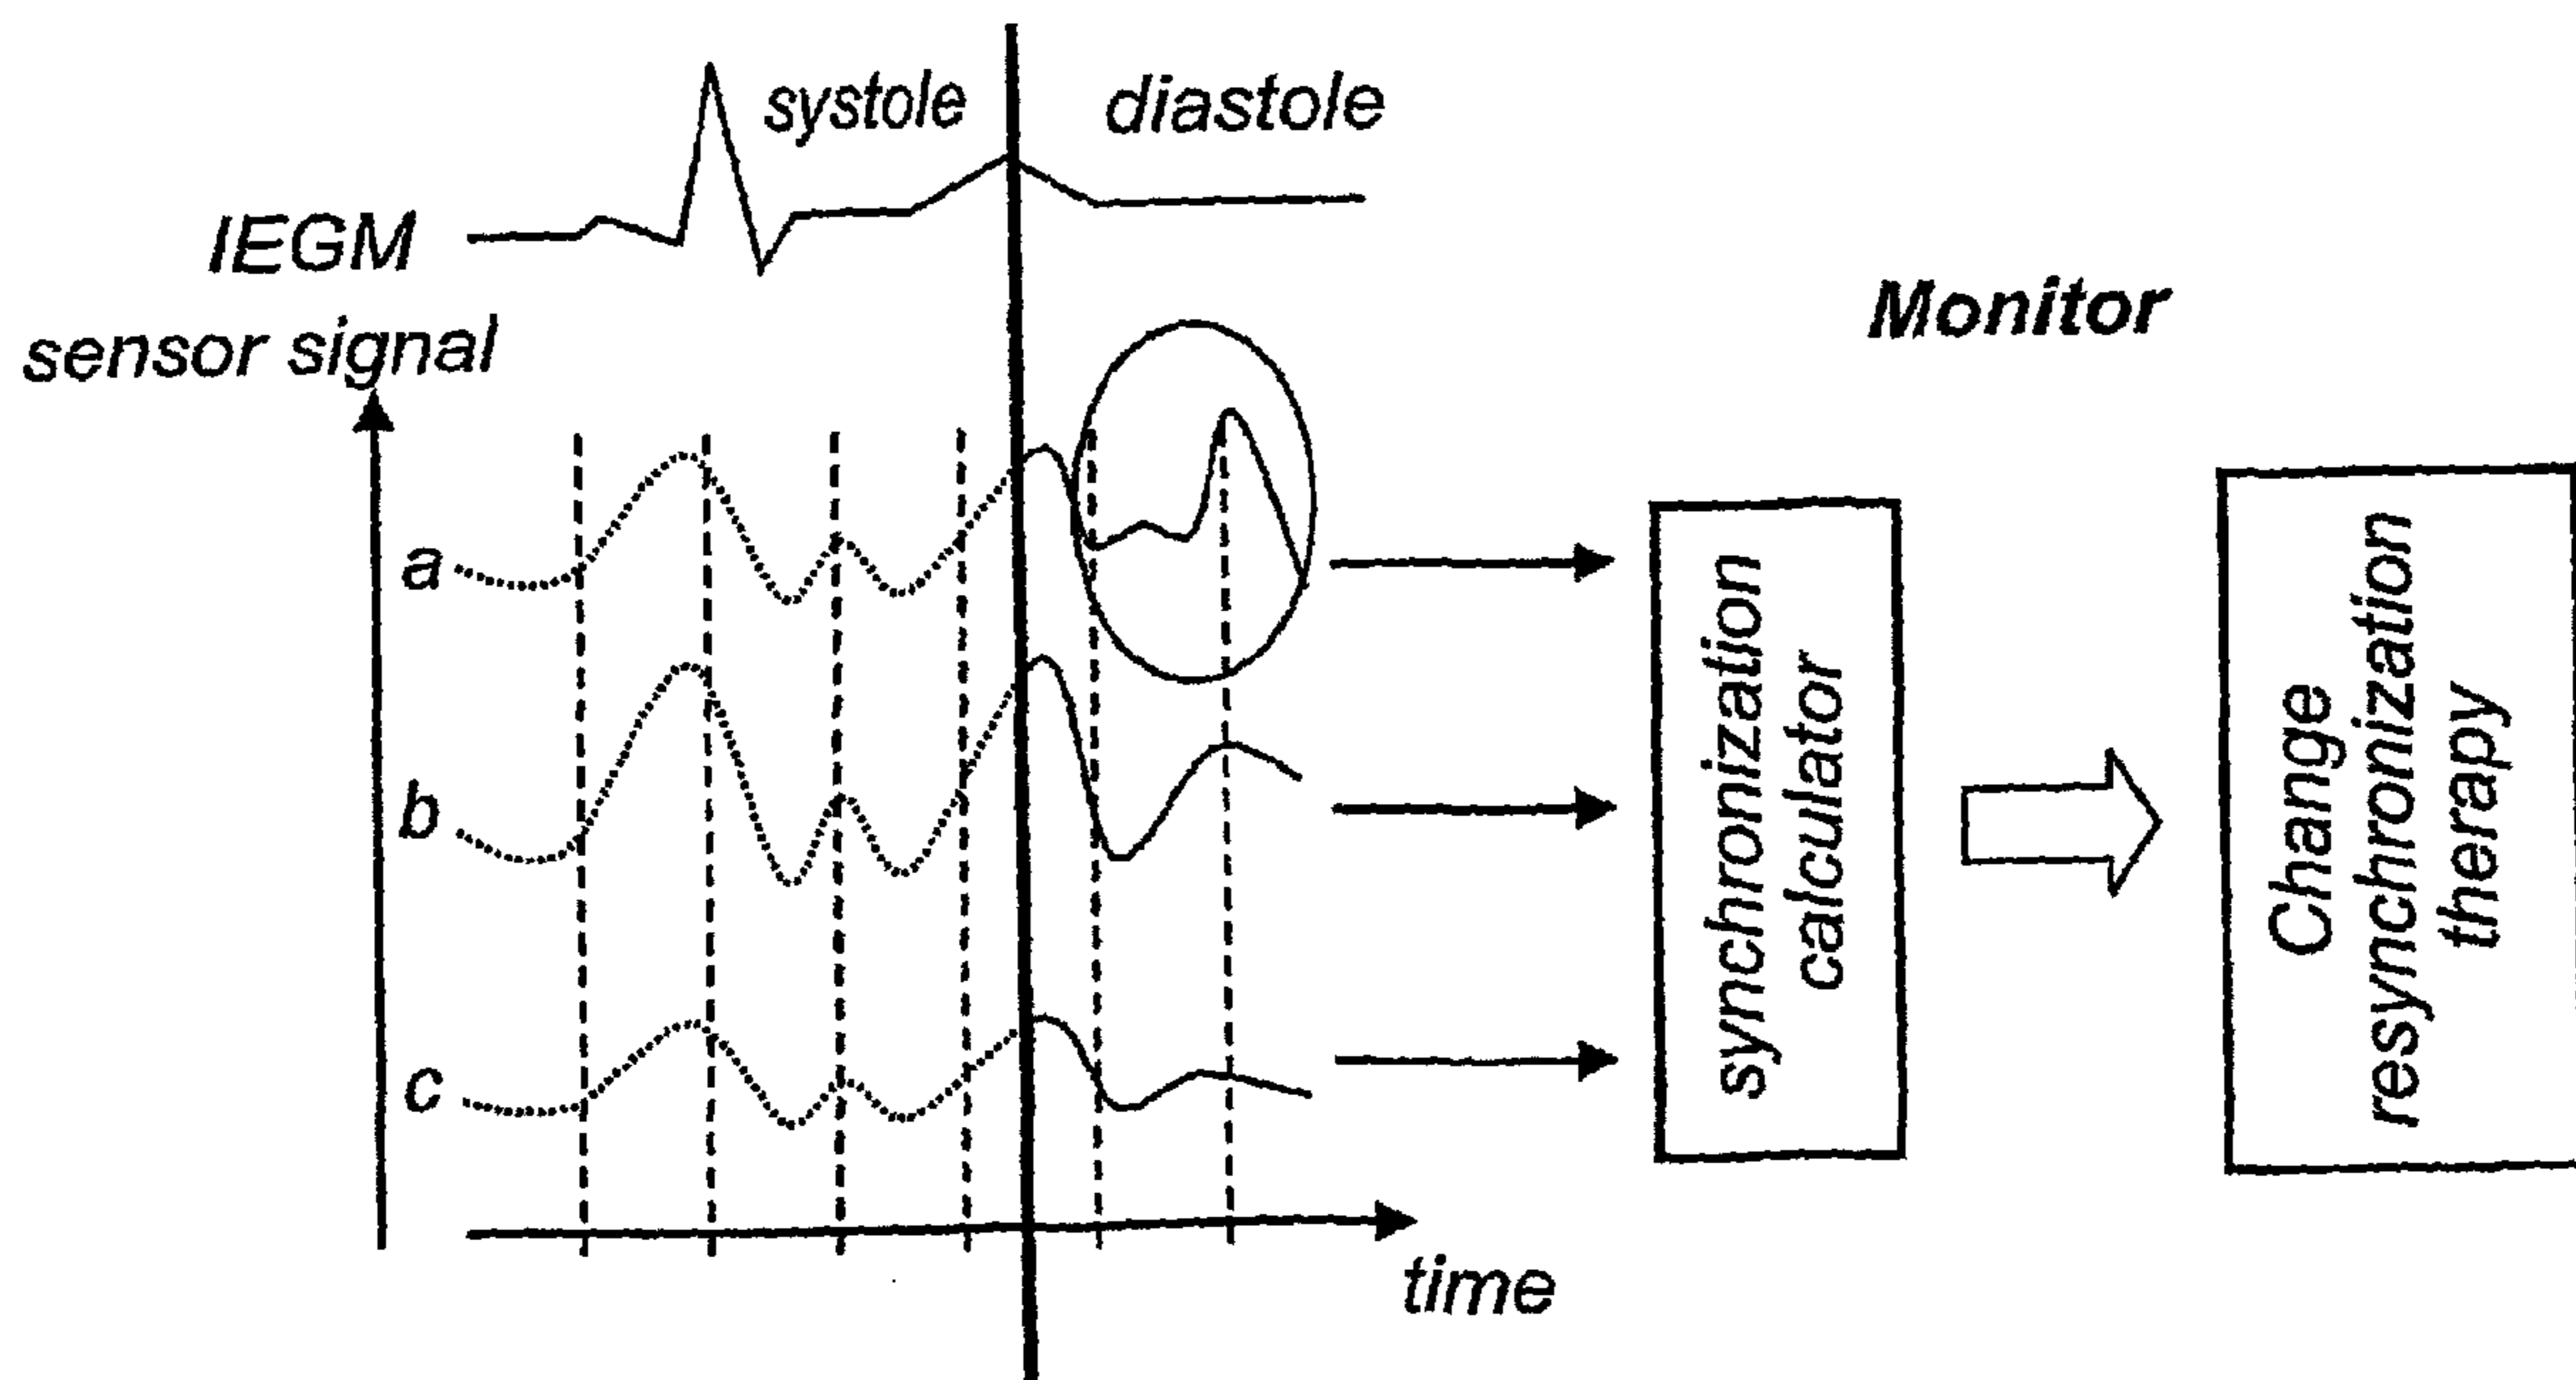 systole
diastole
IEGM
sensor signal
Monitor
a
b
c
synchronization
calculator
Change
resynchronization
therapy
time